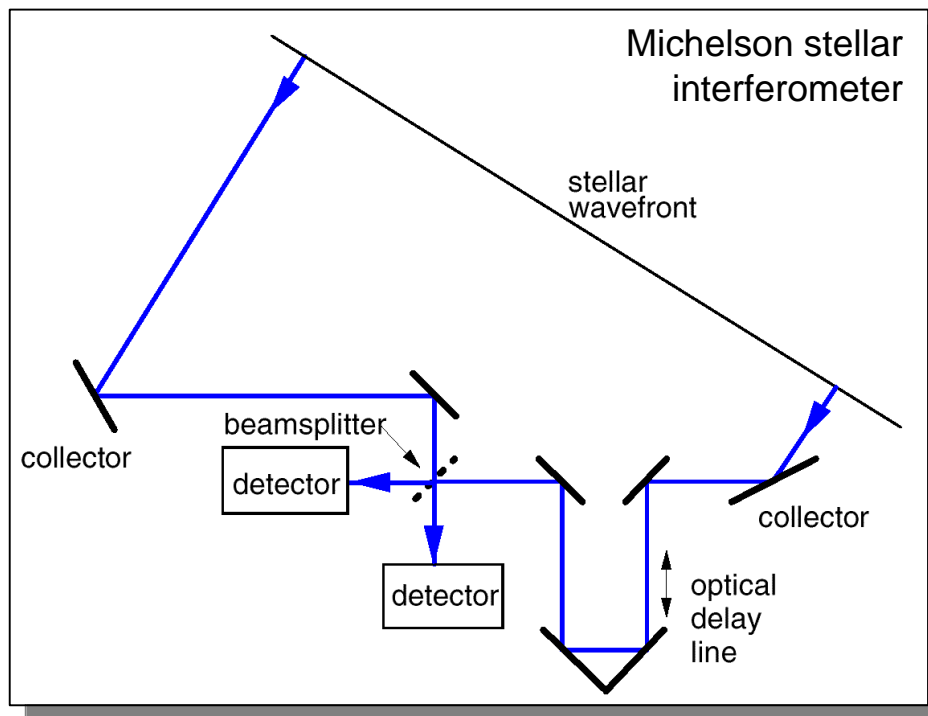 Michelson stellar
interferometer
stellar
wavefront
beamsplitter
collector
detector
collector
detector
optical
delay
line